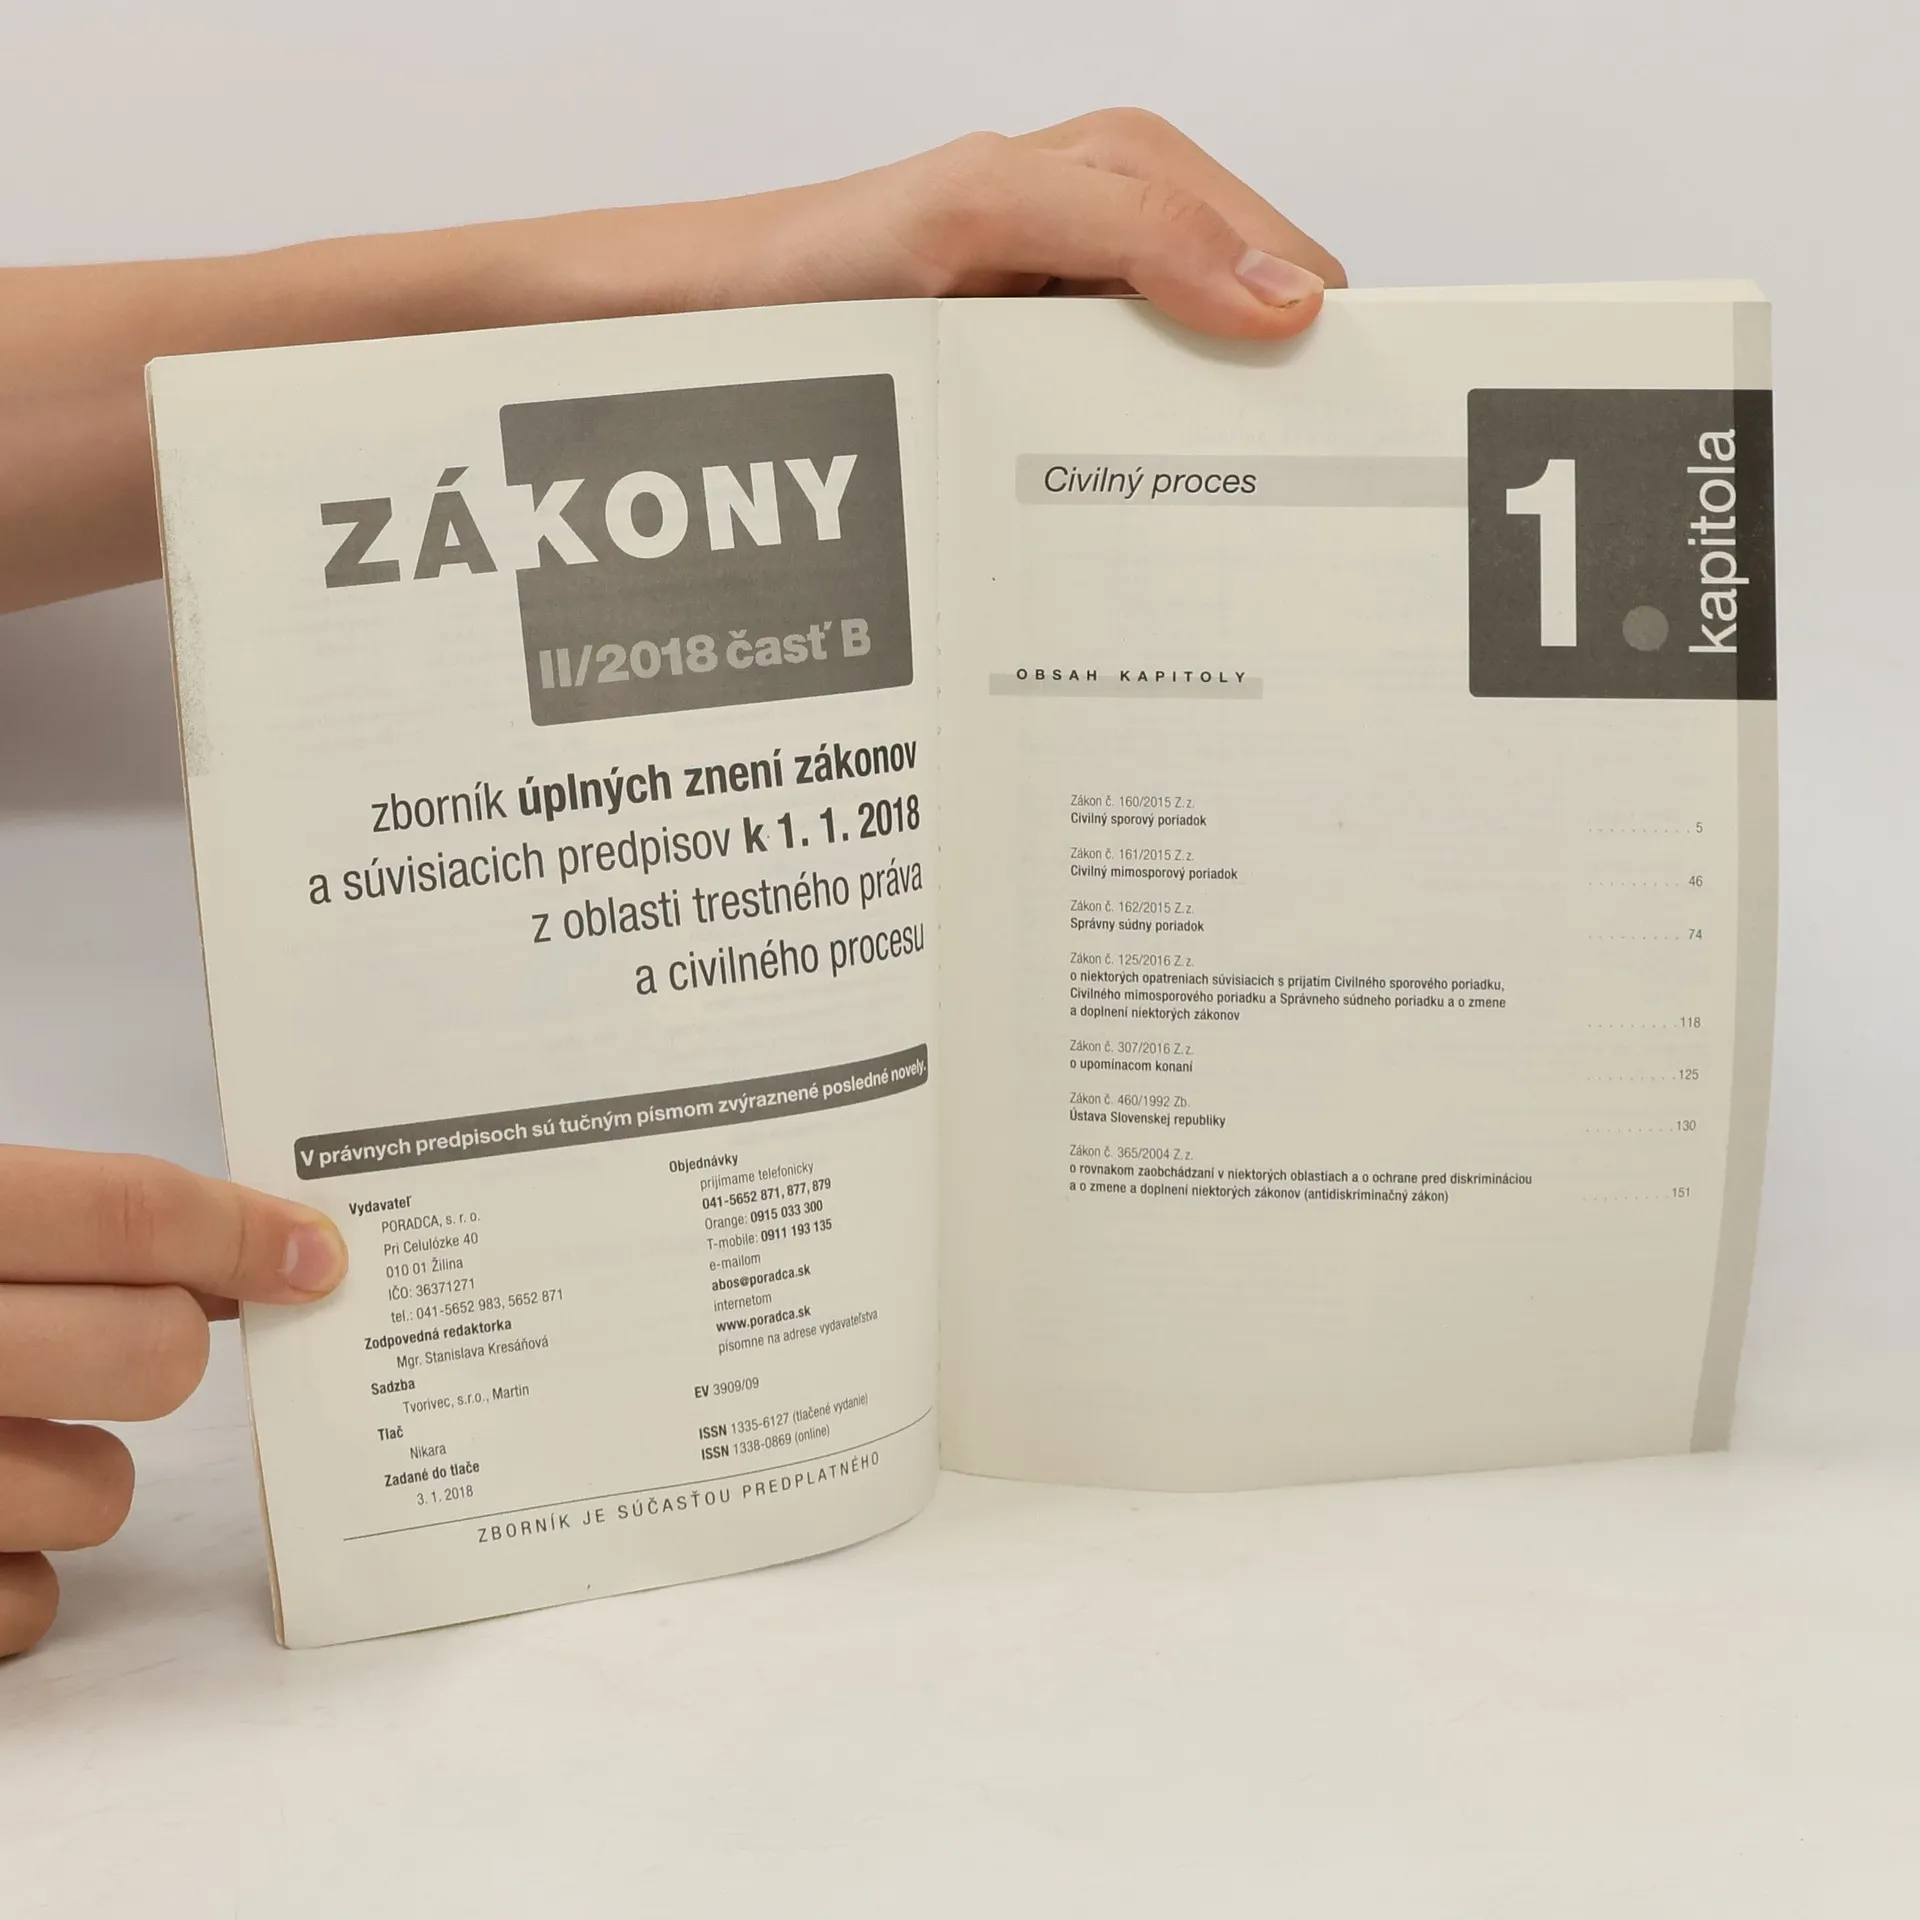 ZÁKONY
II/2018 časť B
zborník úplných znení zákonov
a súvisiacich predpisov k 1. 1. 2018
z oblasti trestného práva
a civilného procesu
V právnych predpisoch sú tučným písmom zvýraznené posledné novely.
Vydavateľ
PORADCA, s. r. o.
Pri Celulózke 40
010 01 Žilina
IČO: 36371271
tel.: 041-5652 983, 5652 871
Zodpovedná redaktorka
Mgr. Stanislava Kresáňová
Sadzba
Tvorivec, s.r.o., Martin
Tlač
Nikara
Zadané do tlače
3. 1. 2018
Objednávky
prijímame telefonicky
041-5652 871, 877, 879
Orange: 0915 033 300
T-mobile: 0911 193 135
e-mailom
abos@poradca.sk
internetom
www.poradca.sk
písomne na adrese vydavateľstva
EV 3909/09
ISSN 1335-6127 (tlačené vydanie)
ISSN 1338-0869 (online)
ZBORNÍK JE SÚČASŤOU PREDPLATNÉHO
Civilný proces
1.
kapitola
OBSAH KAPITOLY
Zákon č. 160/2015 Z. z.
Civilný sporový poriadok . . . . . . . . . . 5
Zákon č. 161/2015 Z. z.
Civilný mimosporový poriadok . . . . . . . . . 46
Zákon č. 162/2015 Z. z.
Správny súdny poriadok . . . . . . . . . 74
Zákon č. 125/2016 Z. z.
o niektorých opatreniach súvisiacich s prijatím Civilného sporového poriadku,
Civilného mimosporového poriadku a Správneho súdneho poriadku a o zmene
a doplnení niektorých zákonov . . . . . . . . . 118
Zákon č. 307/2016 Z. z.
o upomínacom konaní . . . . . . . . . 125
Zákon č. 460/1992 Zb.
Ústava Slovenskej republiky . . . . . . . . . 130
Zákon č. 365/2004 Z. z.
o rovnakom zaobchádzaní v niektorých oblastiach a o ochrane pred diskrimináciou
a o zmene a doplnení niektorých zákonov (antidiskriminačný zákon) . . . . . . . . . 151